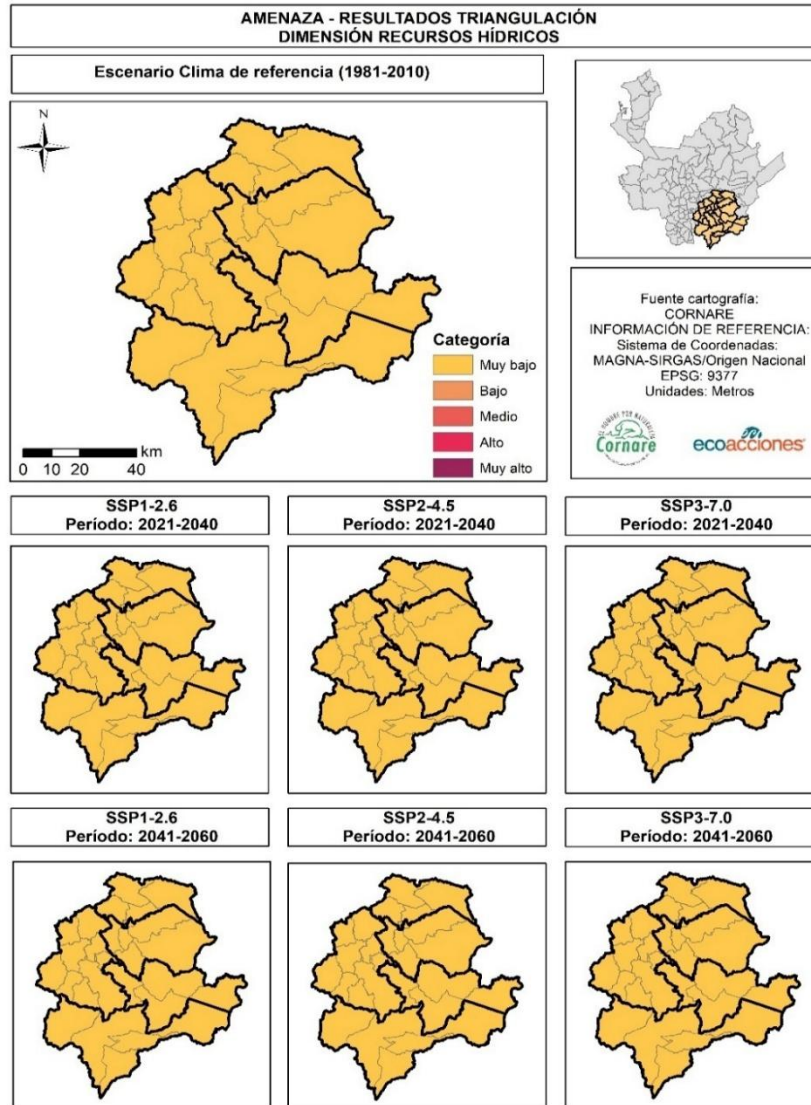 AMENAZA - RESULTADOS TRIANGULACIÓN
DIMENSIÓN RECURSOS HÍDRICOS
Escenario Clima de referencia (1981-2010)
N
Categoría
Muy bajo
Bajo
Medio
Alto
Muy alto
km
0 10 20 40
Fuente cartografía:
CORNARE
INFORMACIÓN DE REFERENCIA:
Sistema de Coordenadas:
MAGNA-SIRGAS/Origen Nacional
EPSG: 9377
Unidades: Metros
Cornare
ecoacciones
SSP1-2.6
Período: 2021-2040
SSP2-4.5
Período: 2021-2040
SSP3-7.0
Período: 2021-2040
SSP1-2.6
Período: 2041-2060
SSP2-4.5
Período: 2041-2060
SSP3-7.0
Período: 2041-2060